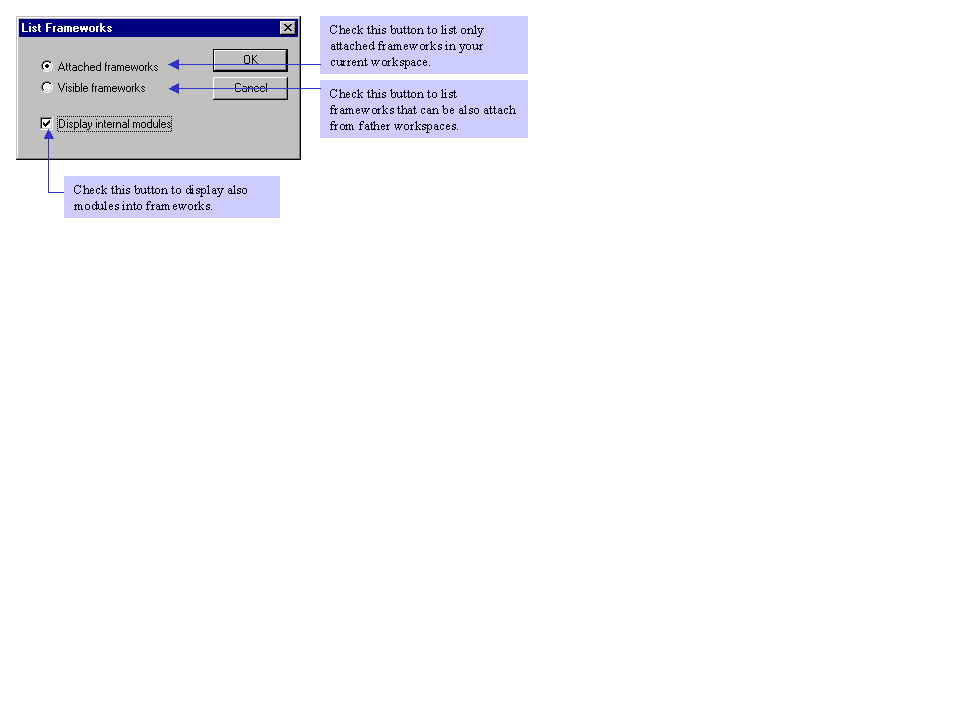 List Frameworks
Attached frameworks
Visible frameworks
Display internal modules
OK
Cancel
Check this button to list only
attached frameworks in your
current workspace.
Check this button to list
frameworks that can be also attach
from father workspaces.
Check this button to display also
modules into frameworks.